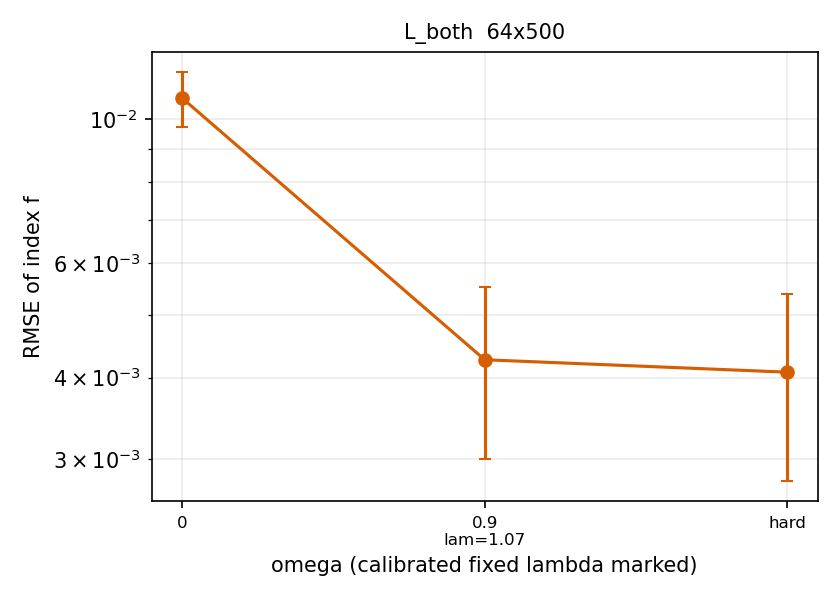 L_both  64x500
RMSE of index f
10⁻²
6 × 10⁻³
4 × 10⁻³
3 × 10⁻³
0
0.9
lam=1.07
hard
omega (calibrated fixed lambda marked)